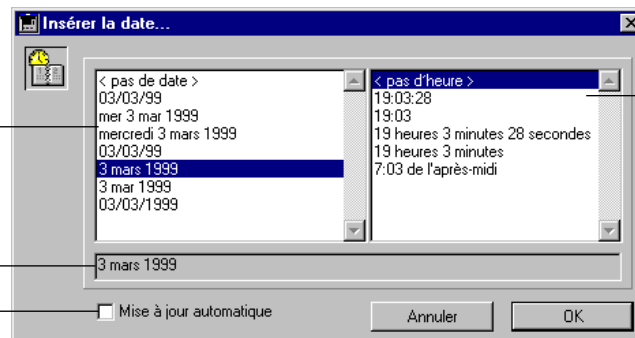 Insérer la date...
< pas de date >
03/03/99
mer 3 mar 1999
mercredi 3 mars 1999
03/03/99
3 mars 1999
3 mar 1999
03/03/1999
< pas d'heure >
19:03:28
19:03
19 heures 3 minutes 28 secondes
19 heures 3 minutes
7:03 de l'après-midi
3 mars 1999
Mise à jour automatique
Annuler
OK